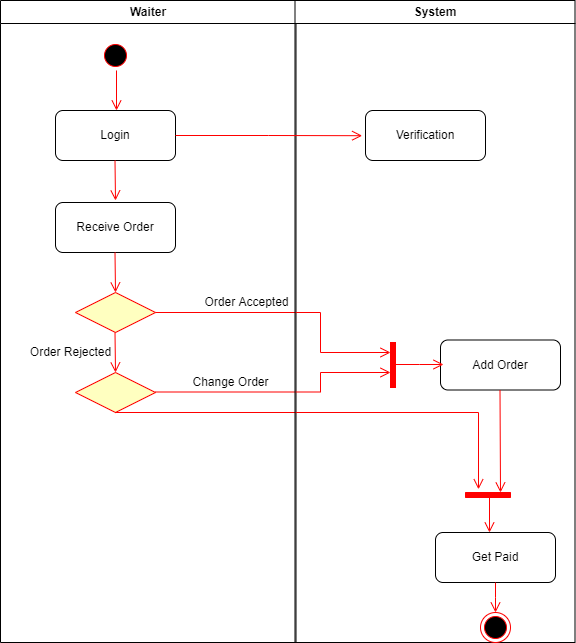 Waiter
System
Login
Verification
Receive Order
Order Accepted
Order Rejected
Add Order
Change Order
Get Paid